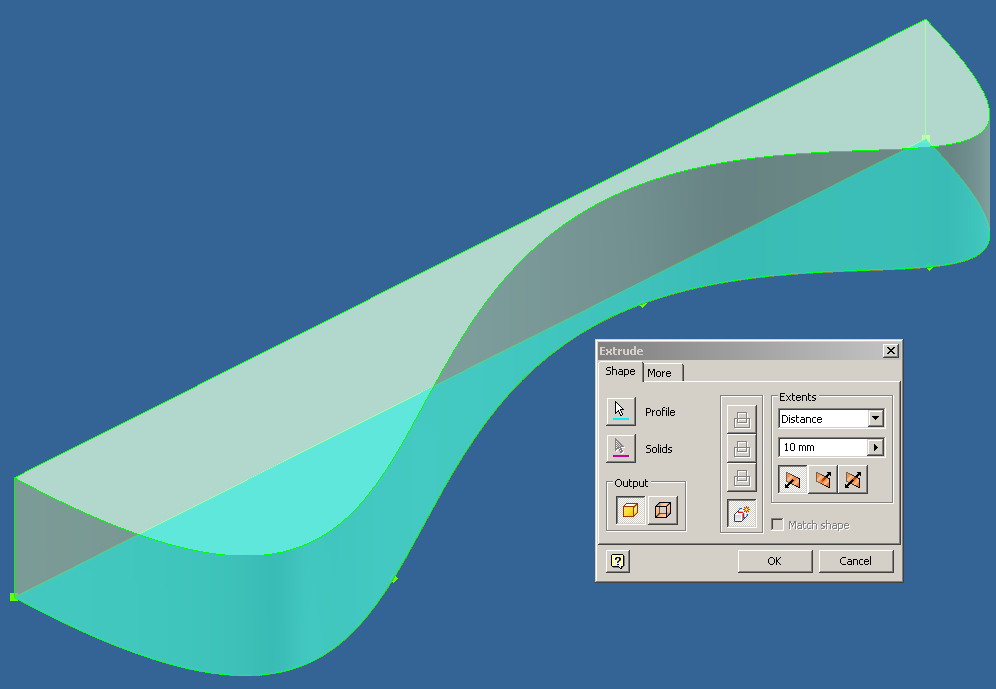 Extrude
Shape More
Profile
Solids
Output
Extents
Distance
10 mm
Match shape
OK Cancel